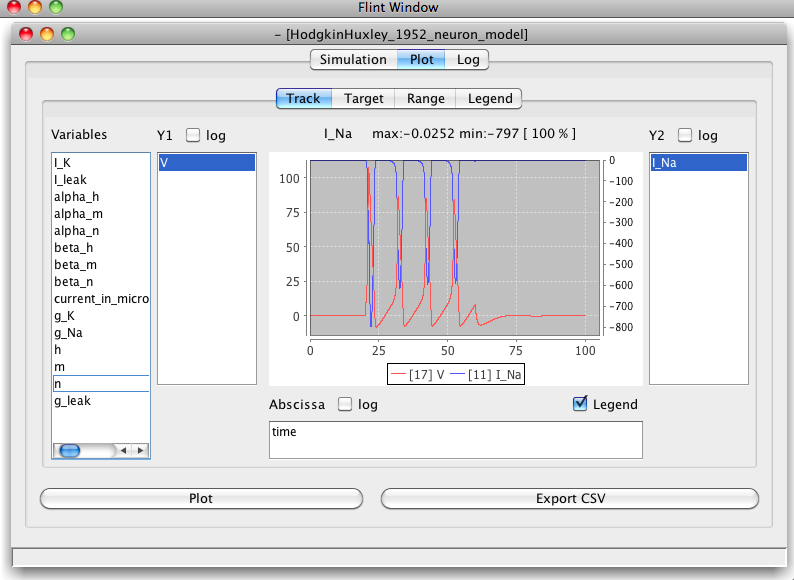 Flint Window
– [HodgkinHuxley_1952_neuron_model]
Simulation Plot Log
Track Target Range Legend
Variables
Y1 log
I_Na max:-0.0252 min:-797 [ 100 % ]
Y2 log
I_K
I_leak
alpha_h
alpha_m
alpha_n
beta_h
beta_m
beta_n
current_in_micro
g_K
g_Na
h
m
n
g_leak
V
100
75
50
25
0
0
-100
-200
-300
-400
-500
-600
-700
-800
0 25 50 75 100
[17] V [11] I_Na
I_Na
Abscissa log Legend
time
Plot Export CSV